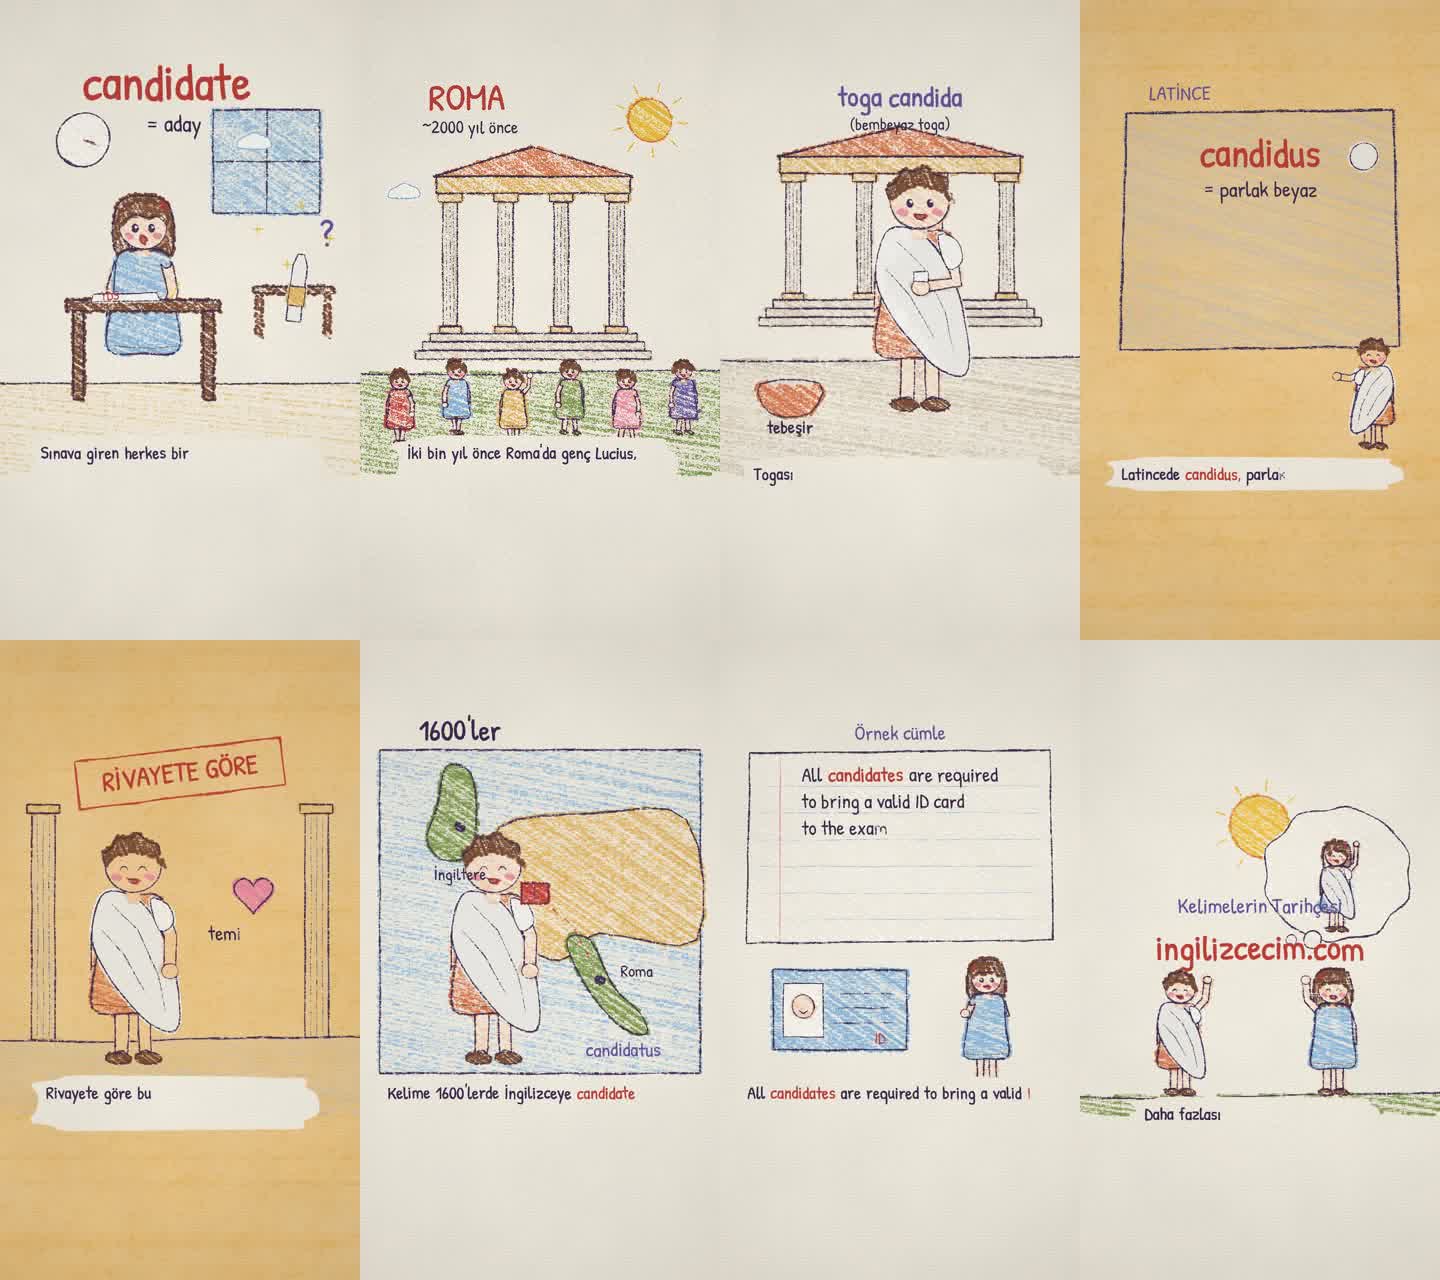 candidate
= aday
?
YDS
Sınava giren herkes bir
ROMA
~2000 yıl önce
İki bin yıl önce Roma'da genç Lucius,
toga candida
(bembeyaz toga)
tebeşir
Togası
LATİNCE
candidus
= parlak beyaz
Latincede candidus, parlak
RİVAYETE GÖRE
temi
Rivayete göre bu
1600'ler
İngiltere
Roma
candidatus
Kelime 1600'lerde İngilizceye candidate
Örnek cümle
All candidates are required
to bring a valid ID card
to the exam
ID
All candidates are required to bring a valid
Kelimelerin Tarihçesi
ingilizcecim.com
Daha fazlası